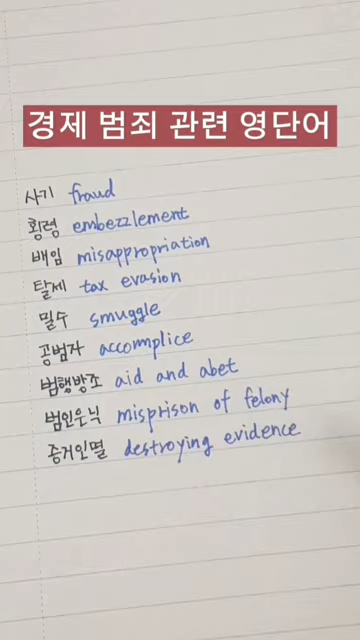 경제 범죄 관련 영단어
사기 fraud
횡령 embezzlement
배임 misappropriation
탈세 tax evasion
밀수 smuggle
공범자 accomplice
범행방조 aid and abet
범인은닉 misprison of felony
증거인멸 destroying evidence